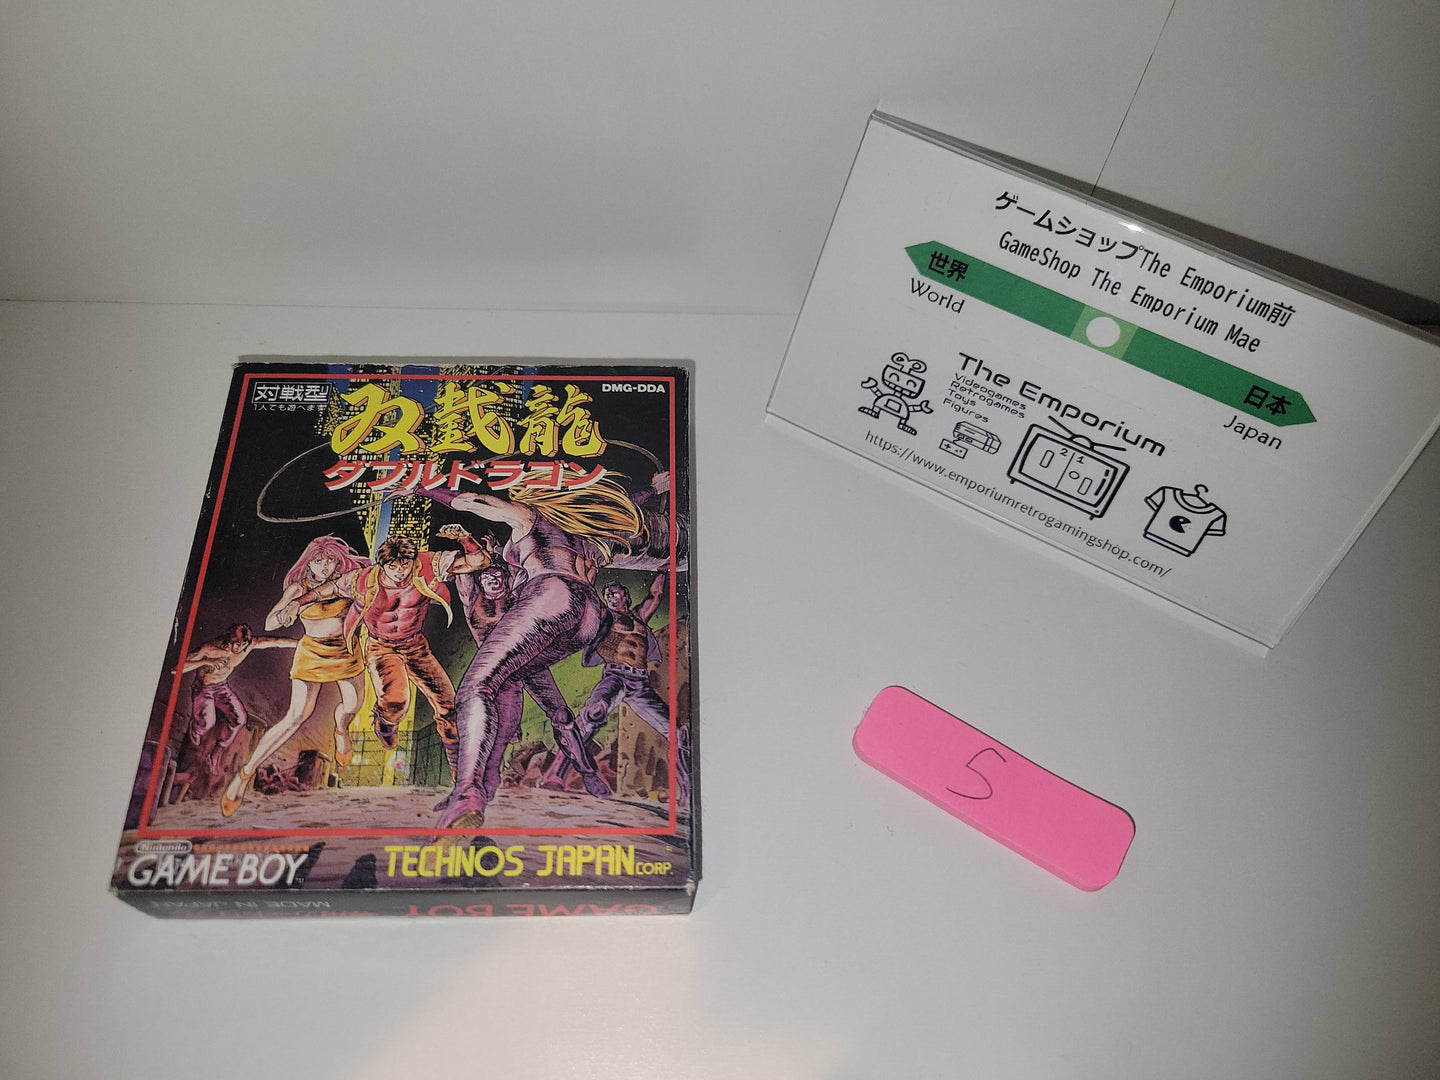 対戦型
1人でも遊べます
DMG-DDA
双截龍
ダブルドラゴン
Nintendo
GAME BOY™
TECHNOS JAPAN CORP.
GAME BOY
MADE IN JAPAN
ゲームショップThe Emporium前
GameShop The Emporium Mae
世界
World
日本
Japan
The Emporium
Videogames
Retrogames
Toys
Figures
2 1
https://www.emporiumretrogamingshop.com/
5